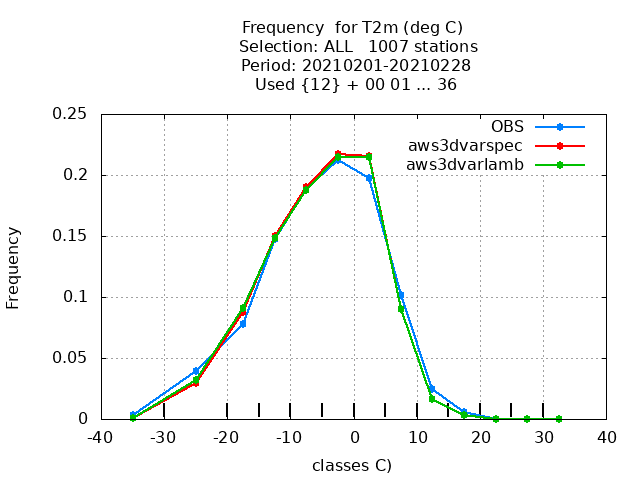 Frequency  for T2m (deg C)
Selection: ALL   1007 stations
Period: 20210201-20210228
Used {12} + 00 01 ... 36
OBS
aws3dvarspec
aws3dvarlamb
Frequency
0.25
0.2
0.15
0.1
0.05
0
-40 -30 -20 -10 0 10 20 30 40
classes C)